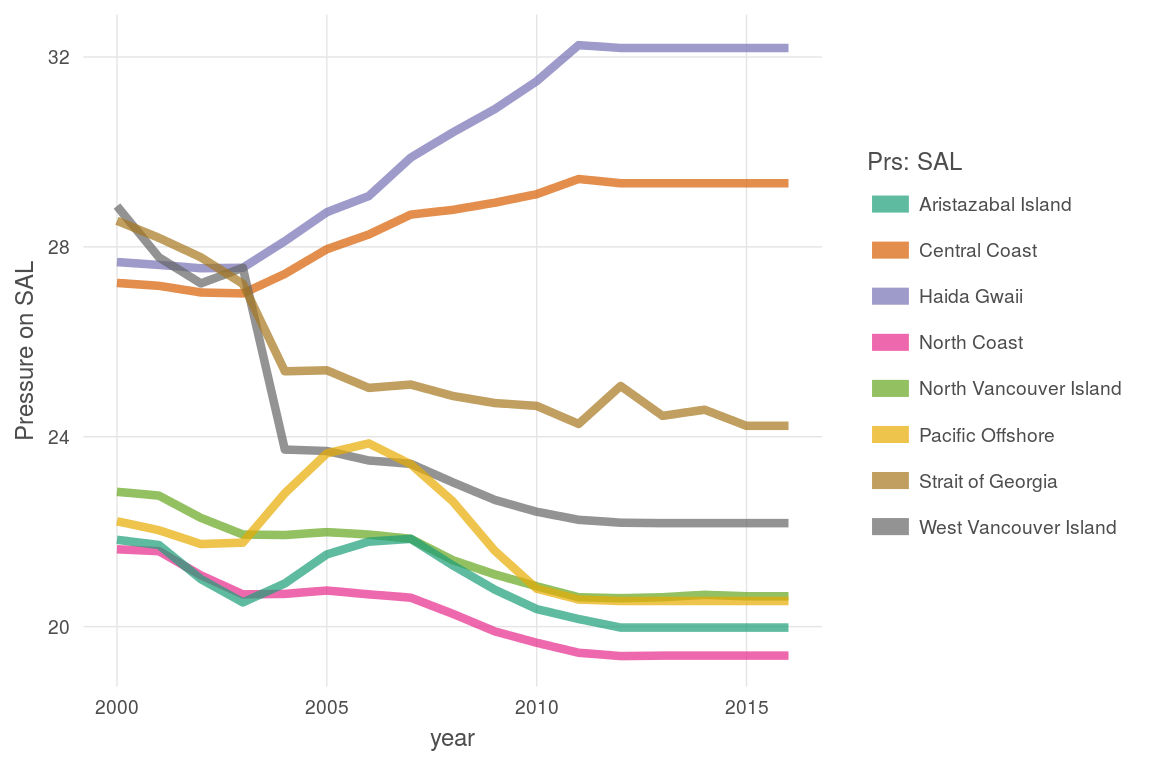 32
28
24
20
Pressure on SAL
2000
2005
2010
2015
year
Prs: SAL
Aristazabal Island
Central Coast
Haida Gwaii
North Coast
North Vancouver Island
Pacific Offshore
Strait of Georgia
West Vancouver Island